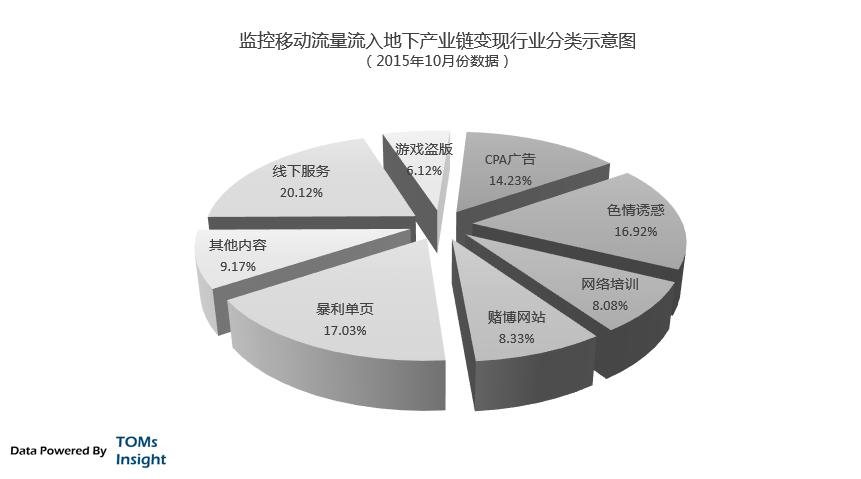 监控移动流量流入地下产业链变现行业分类示意图
（2015年10月份数据）
游戏盗版
6.12%
CPA广告
14.23%
线下服务
20.12%
色情诱惑
16.92%
其他内容
9.17%
网络培训
8.08%
暴利单页
17.03%
赌博网站
8.33%
Data Powered By
TOMs
Insight